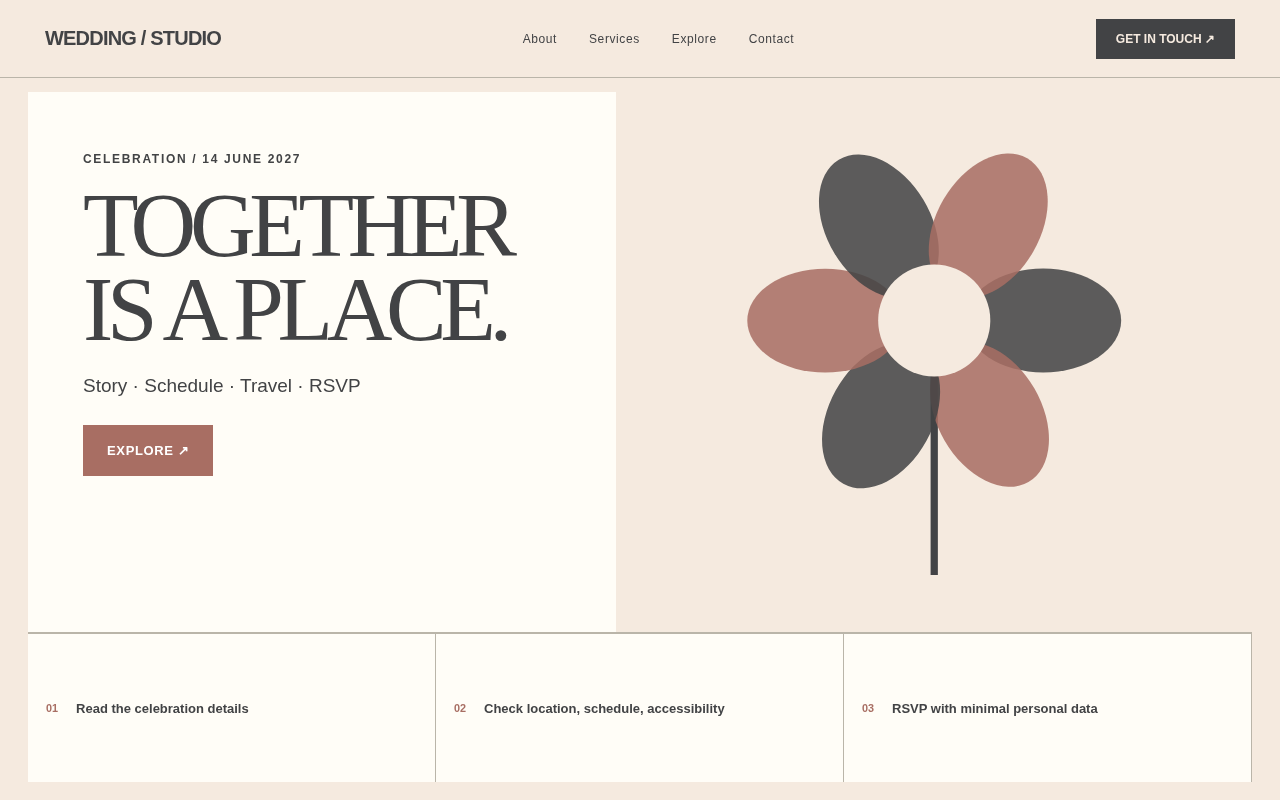 WEDDING / STUDIO
About
Services
Explore
Contact
GET IN TOUCH ↗
CELEBRATION / 14 JUNE 2027
TOGETHER
IS A PLACE.
Story · Schedule · Travel · RSVP
EXPLORE ↗
01 Read the celebration details
02 Check location, schedule, accessibility
03 RSVP with minimal personal data